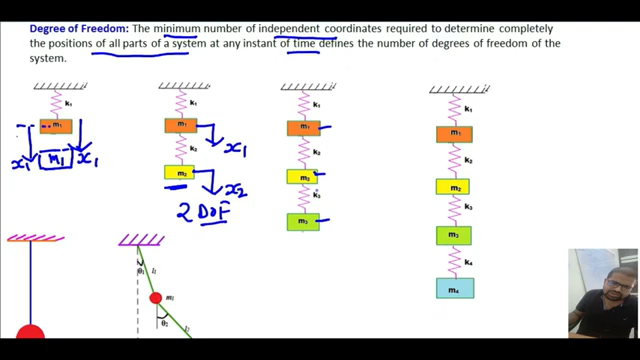 Degree of Freedom: The minimum number of independent coordinates required to determine completely
the positions of all parts of a system at any instant of time defines the number of degrees of freedom of the
system.
k1 k1 k1 k1
m1 m1 m1 m1
x1 m1 x1 x1
k2 k2 k2
m2 m2 m2
x2
2 DOF
k3 k3
m3 m3
k4
m4
θ1 l1
m1
θ2 l2